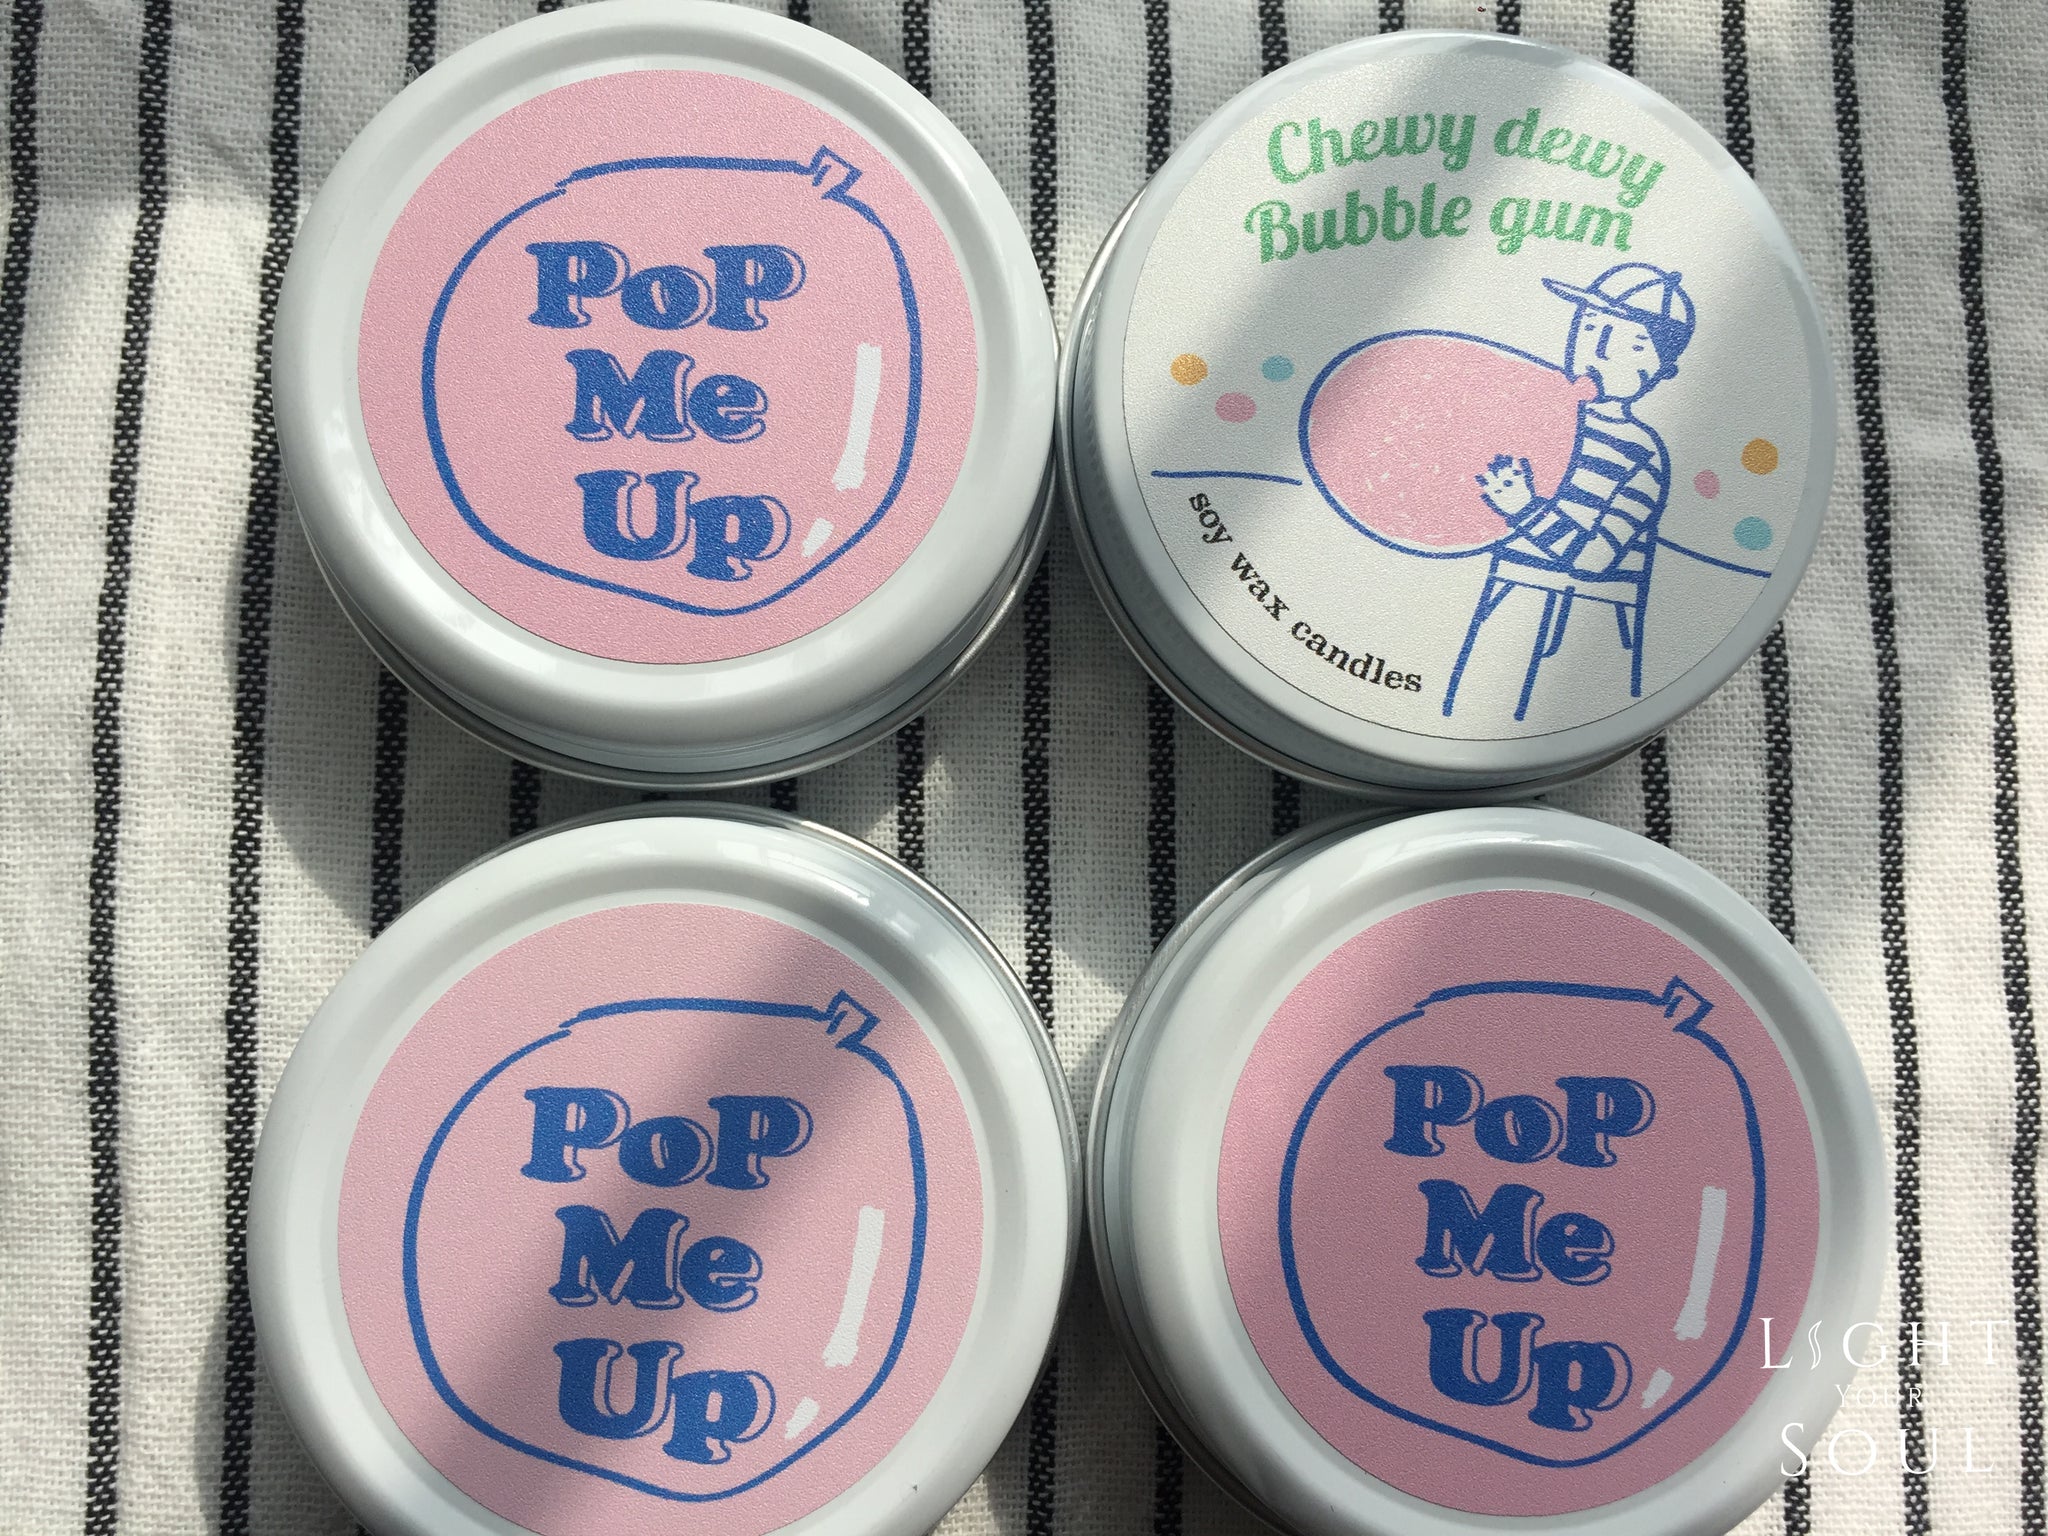 PoP
Me
Up
Chewy dewy
Bubble gum
soy wax candles
PoP
Me
Up
PoP
Me
Up
LIGHT
YOUR
SOUL